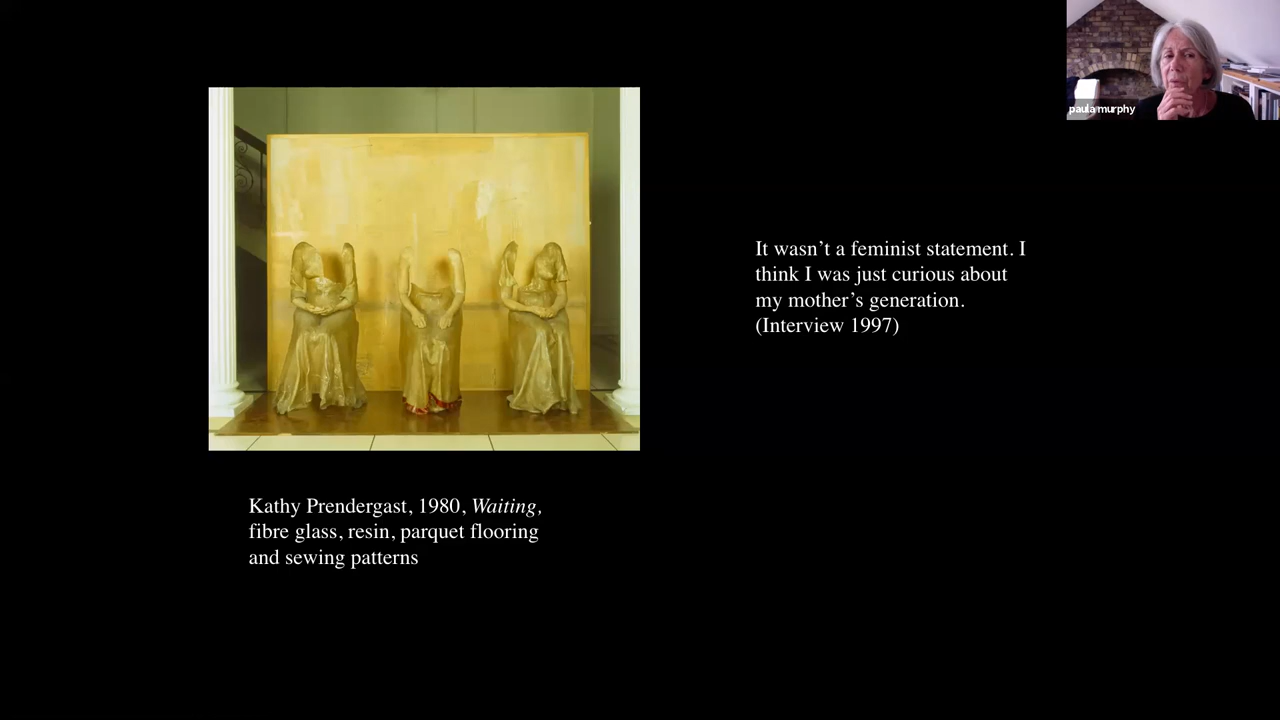 paula murphy
It wasn’t a feminist statement. I
think I was just curious about
my mother’s generation.
(Interview 1997)
Kathy Prendergast, 1980, Waiting,
fibre glass, resin, parquet flooring
and sewing patterns